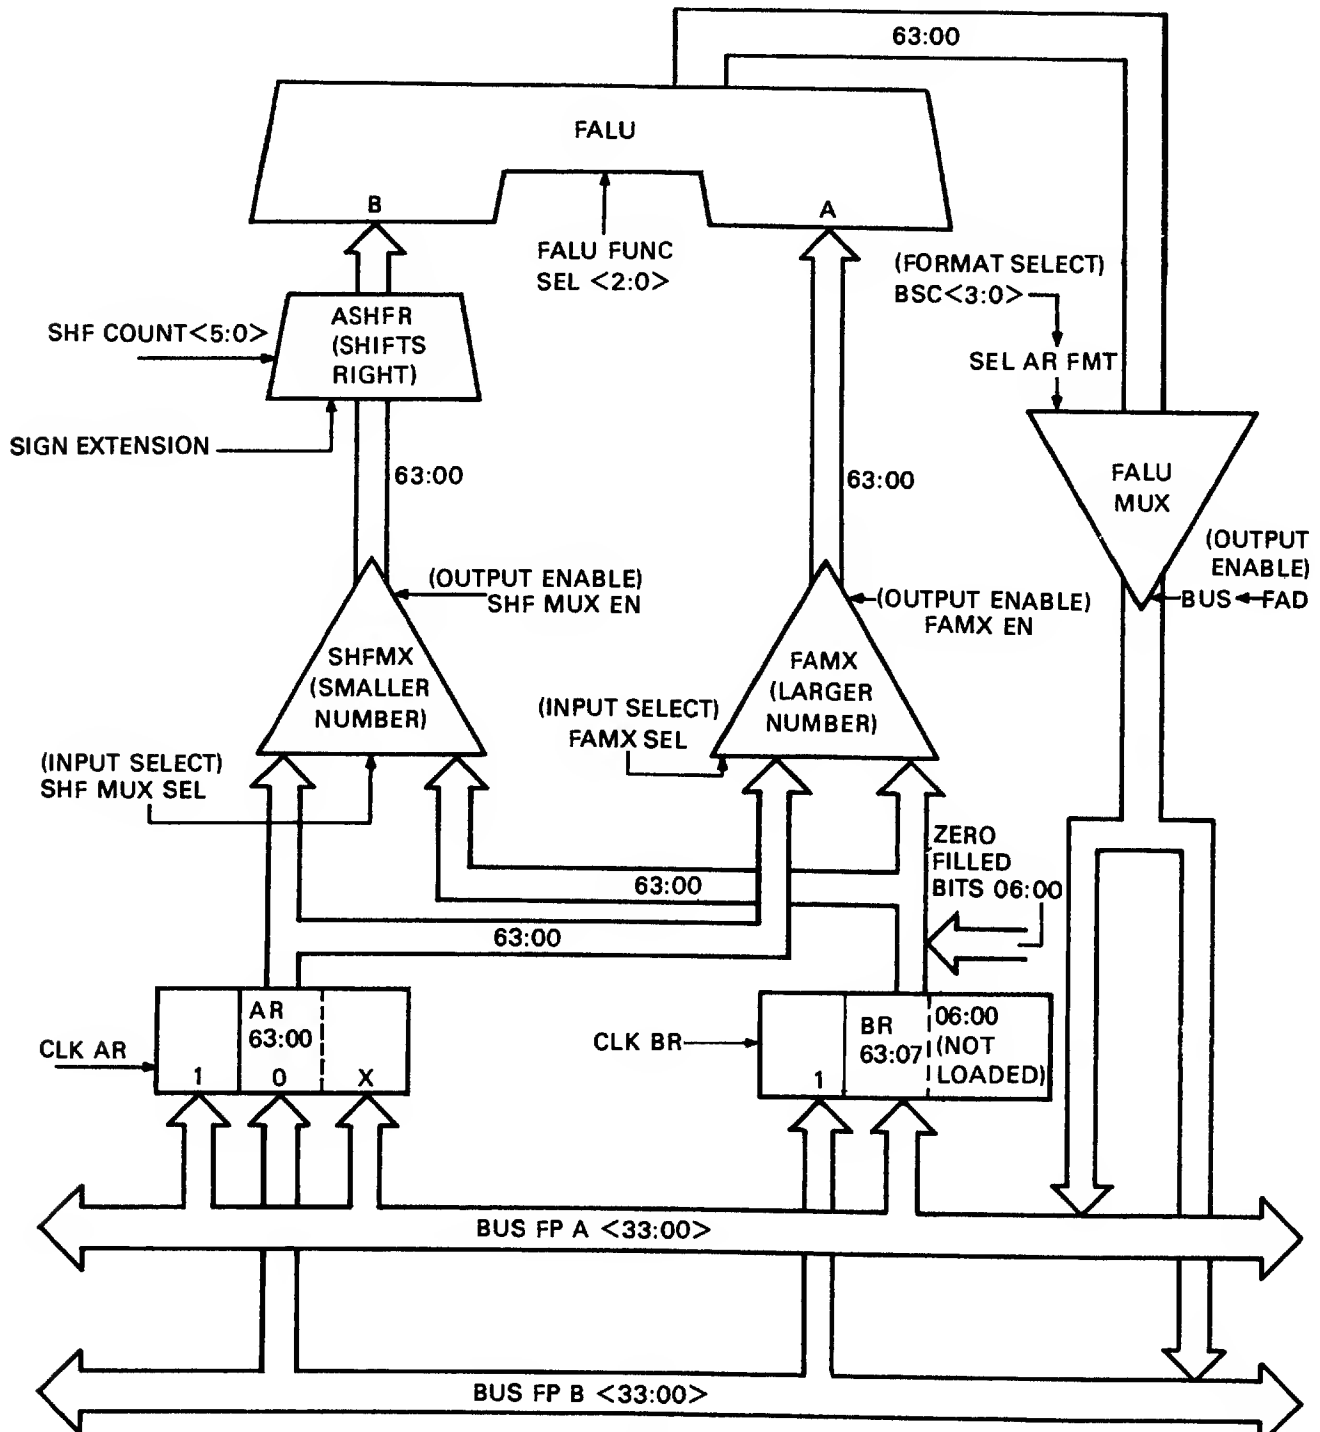 63:00
FALU
B
A
FALU FUNC
SEL <2:0>
(FORMAT SELECT)
BSC<3:0>
SEL AR FMT
SHF COUNT<5:0>
ASHFR
(SHIFTS
RIGHT)
SIGN EXTENSION
63:00
63:00
FALU
MUX
(OUTPUT
ENABLE)
BUS FAD
(OUTPUT ENABLE)
SHF MUX EN
(OUTPUT ENABLE)
FAMX EN
SHFMX
(SMALLER
NUMBER)
FAMX
(LARGER
NUMBER)
(INPUT SELECT)
FAMX SEL
(INPUT SELECT)
SHF MUX SEL
ZERO
FILLED
BITS 06:00
63:00
63:00
AR
63:00
1
0
X
CLK AR
CLK BR
BR
63:07
1
06:00
(NOT
LOADED)
BUS FP A <33:00>
BUS FP B <33:00>